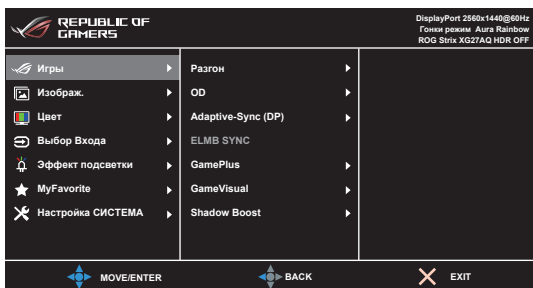 REPUBLIC OF
GAMERS
DisplayPort 2560x1440@60Hz
Гонки режим Aura Rainbow
ROG Strix XG27AQ HDR OFF
Игры
Изображ.
Цвет
Выбор Входа
Эффект подсветки
MyFavorite
Настройка СИСТЕМА
Разгон
OD
Adaptive-Sync (DP)
ELMB SYNC
GamePlus
GameVisual
Shadow Boost
MOVE/ENTER
BACK
EXIT